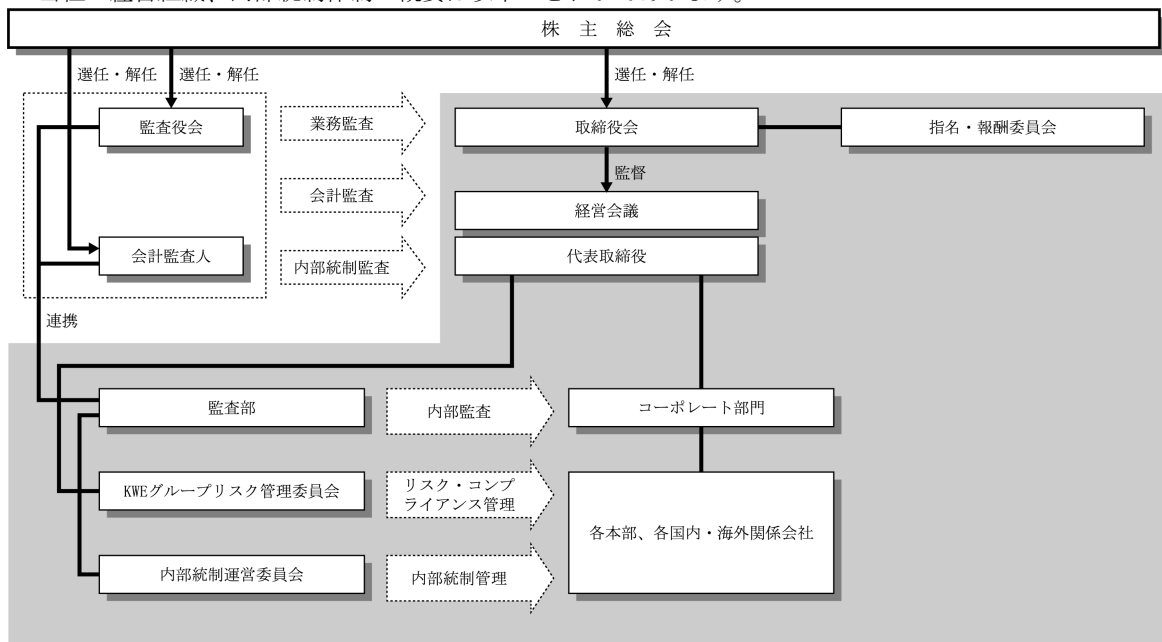 株主総会
選任・解任
選任・解任
選任・解任
監査役会
業務監査
取締役会
指名・報酬委員会
監督
会計監査
経営会議
会計監査人
内部統制監査
代表取締役
連携
監査部
内部監査
コーポレート部門
KWEグループリスク管理委員会
リスク・コンプ
ライアンス管理
各本部、各国内・海外関係会社
内部統制運営委員会
内部統制管理